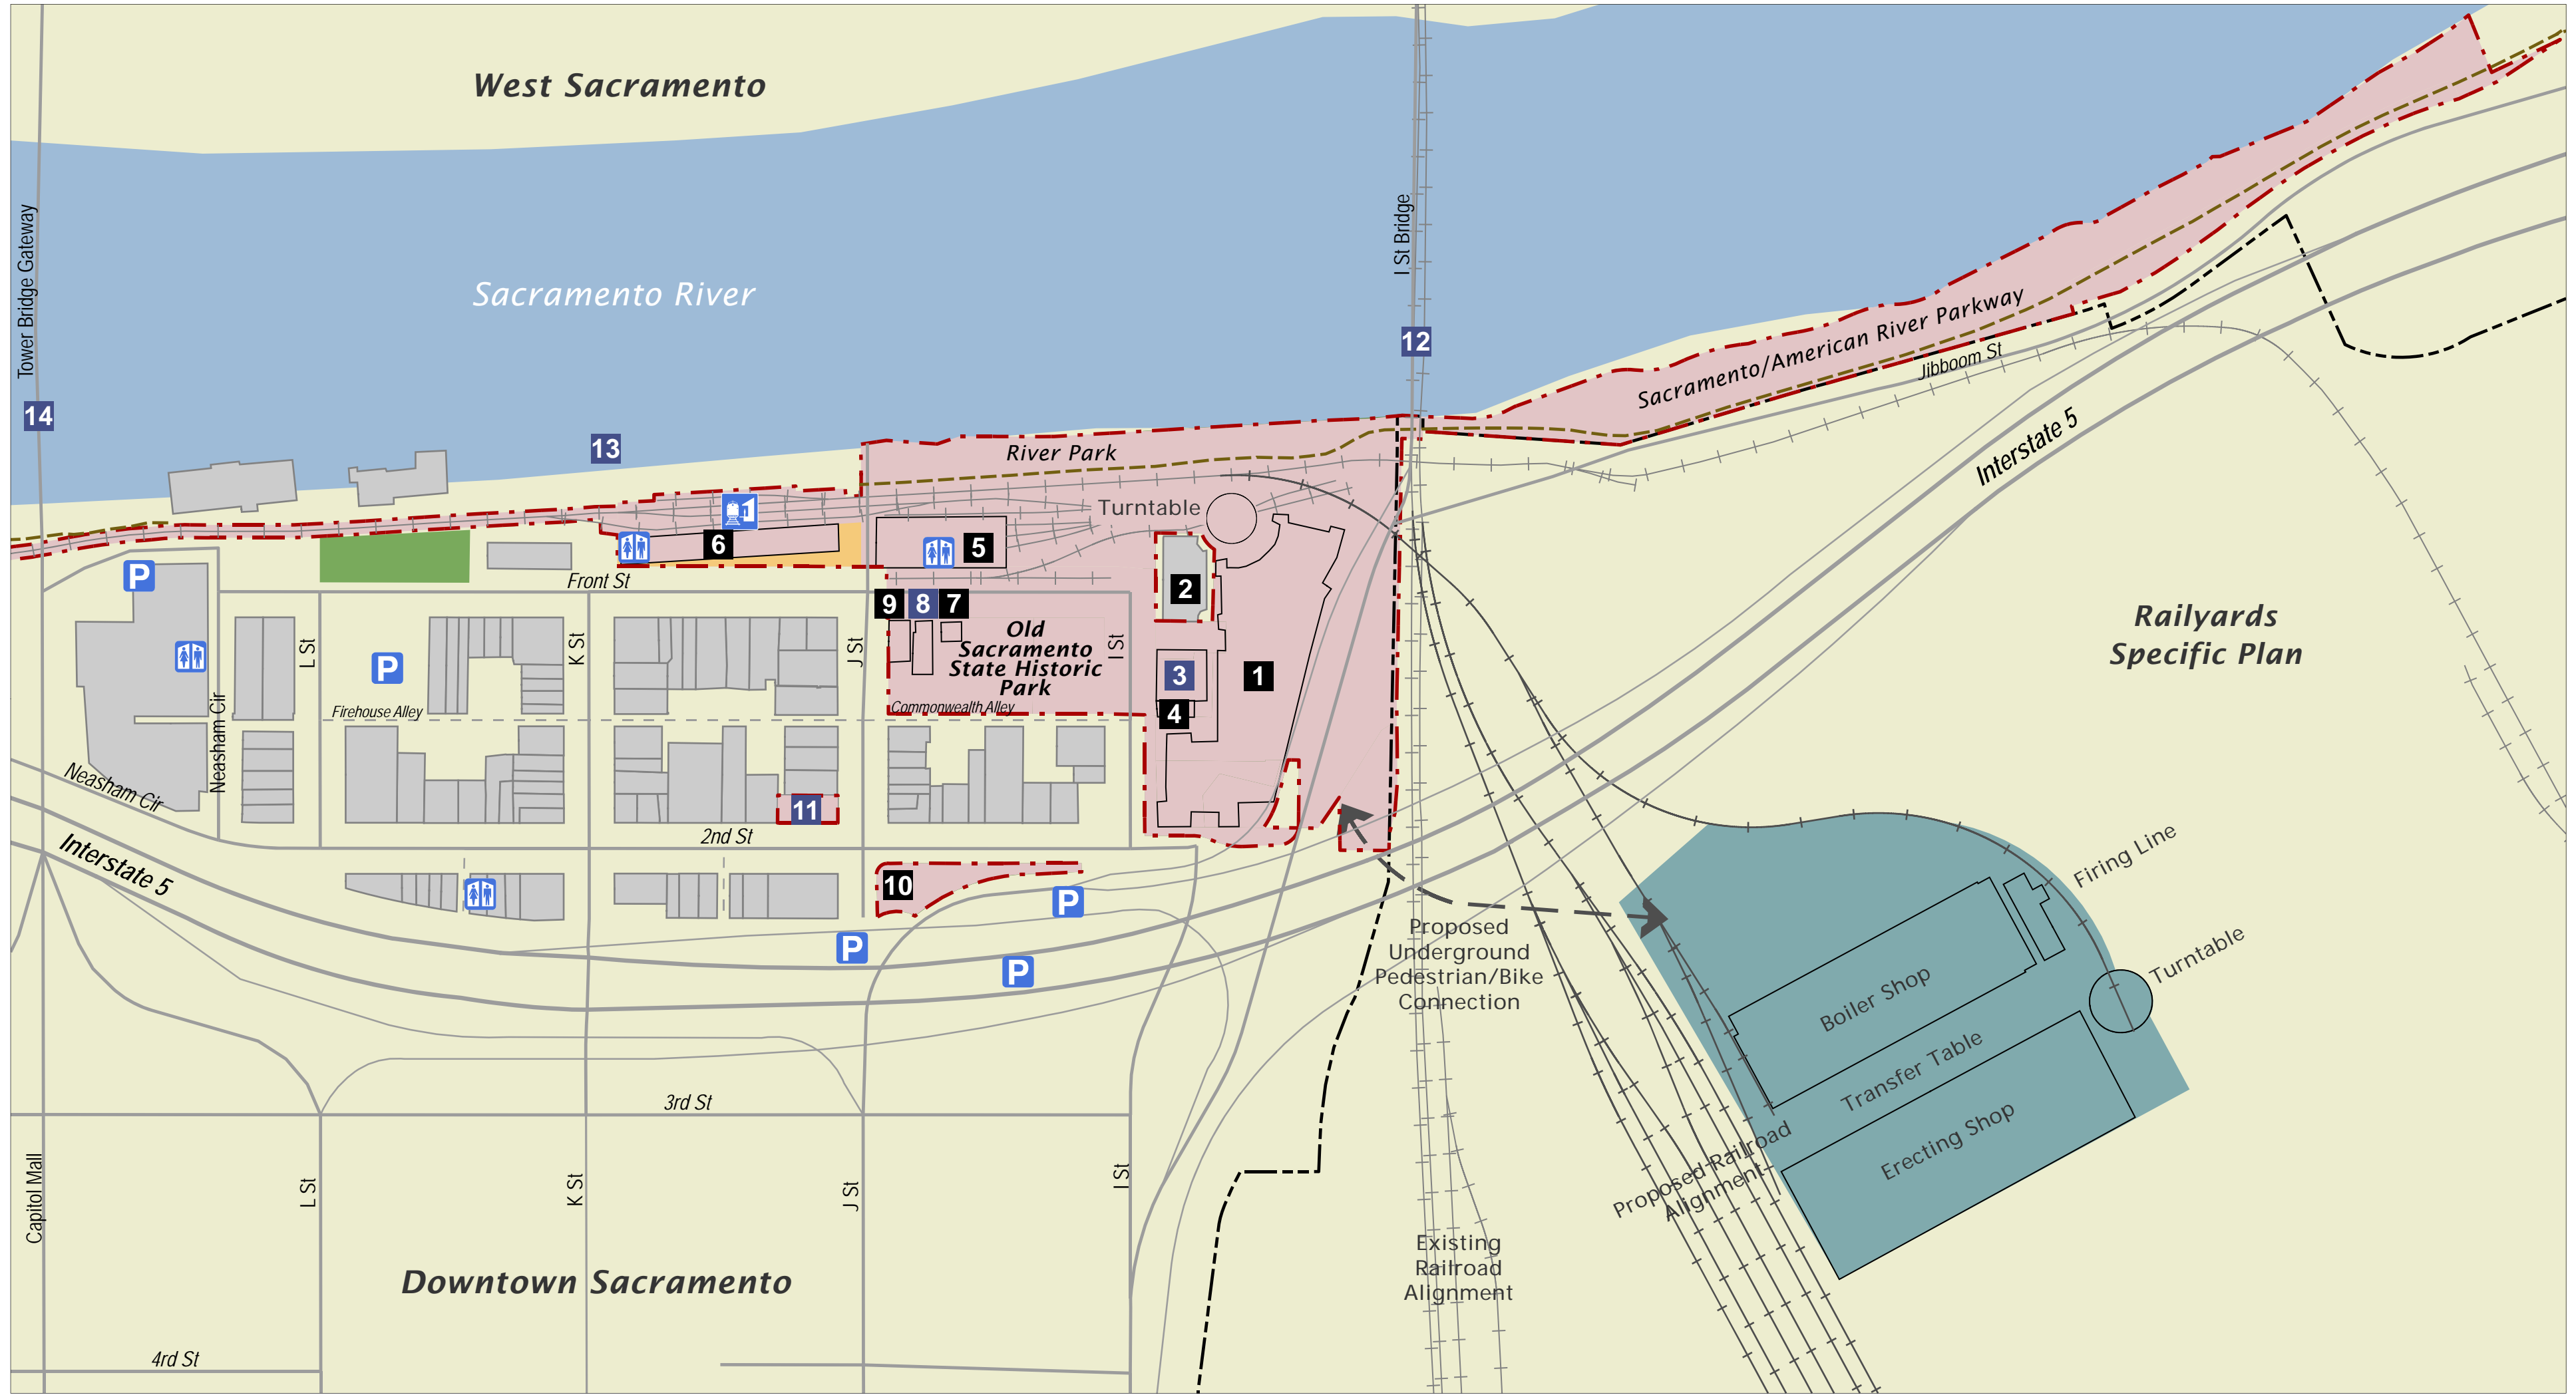 West Sacramento
Sacramento River
Tower Bridge Gateway
I St Bridge
12
14
13
Sacramento/American River Parkway
Jibboom St
Interstate 5
River Park
Turntable
6
5
2
P
Front St
9
8
7
Old
Sacramento
State Historic
Park
Commonwealth Alley
L St
K St
J St
I St
3
1
4
P
Firehouse Alley
Neasham Cir
Neasham Cir
11
2nd St
Interstate 5
10
P
P
P
Railyards
Specific Plan
Firing Line
Turntable
Boiler Shop
Transfer Table
Erecting Shop
Proposed
Underground
Pedestrian/Bike
Connection
Proposed Railroad
Alignment
Existing
Railroad
Alignment
3rd St
Capitol Mall
L St
K St
J St
I St
Downtown Sacramento
4rd St